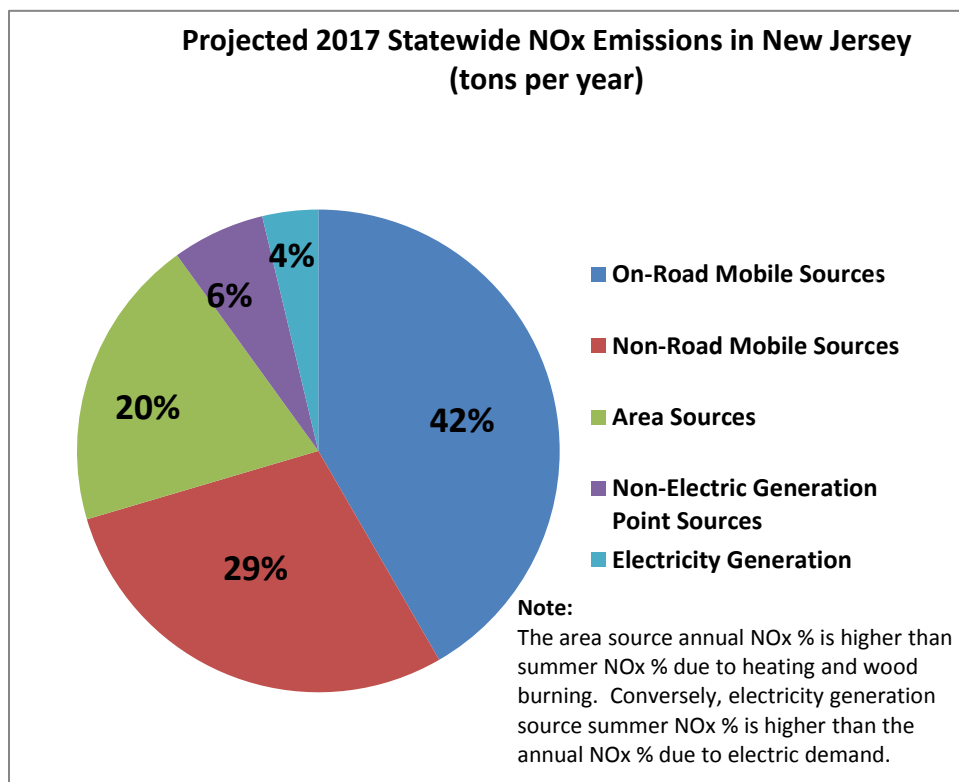 Projected 2017 Statewide NOx Emissions in New Jersey
(tons per year)
4%
6%
20%
42%
29%
On-Road Mobile Sources
Non-Road Mobile Sources
Area Sources
Non-Electric Generation
Point Sources
Electricity Generation
Note:
The area source annual NOx % is higher than
summer NOx % due to heating and wood
burning.  Conversely, electricity generation
source summer NOx % is higher than the
annual NOx % due to electric demand.